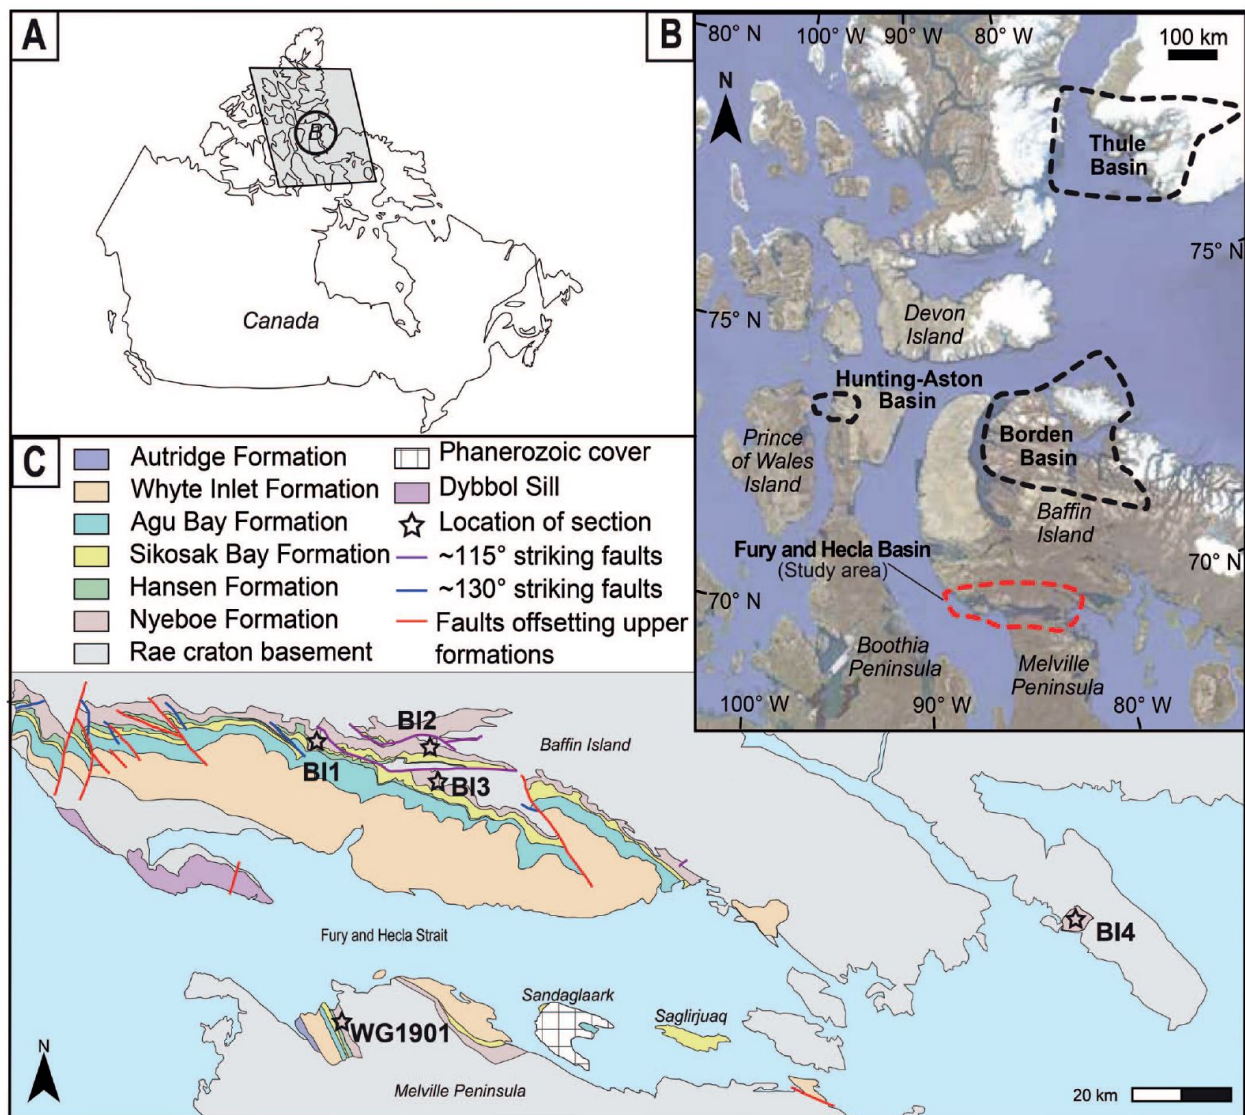 A
B
Canada
B
80° N
100° W
90° W
80° W
100 km
N
Thule
Basin
75° N
75° N
Devon
Island
Hunting-Aston
Basin
Prince
of Wales
Island
Borden
Basin
Baffin
Island
Fury and Hecla Basin
(Study area)
70° N
70° N
Boothia
Peninsula
Melville
Peninsula
100° W
90° W
80° W
C
Autridge Formation
Whyte Inlet Formation
Agu Bay Formation
Sikosak Bay Formation
Hansen Formation
Nyeboe Formation
Rae craton basement
Phanerozoic cover
Dybbol Sill
Location of section
~115° striking faults
~130° striking faults
Faults offsetting upper
formations
BI2
Baffin Island
BI1
BI3
BI4
Fury and Hecla Strait
Sandaglaark
Saglirjuaq
WG1901
N
Melville Peninsula
20 km